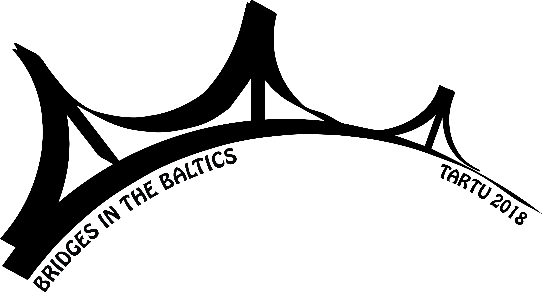 BRIDGES IN THE BALTICS
TARTU 2018